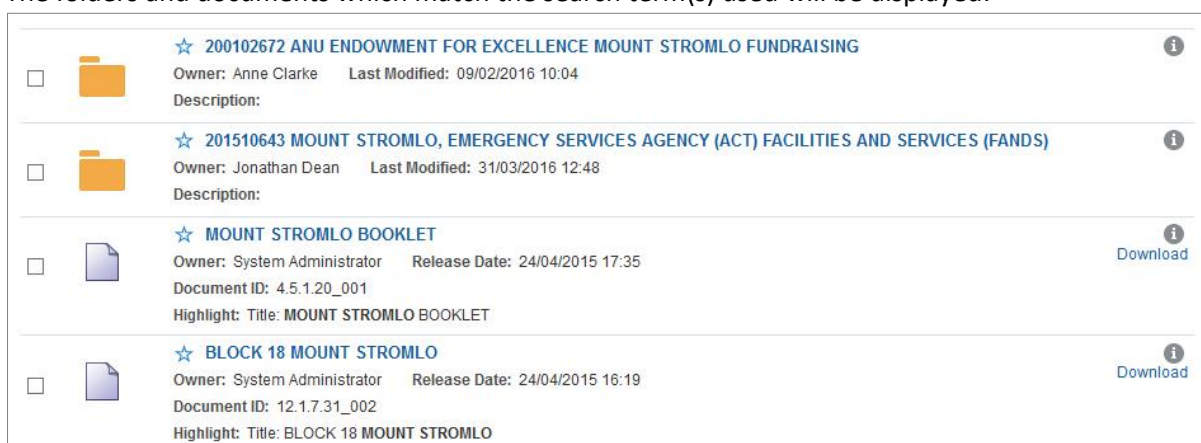 The folders and documents which match the search term(s) used will be displayed.
☆ 200102672 ANU ENDOWMENT FOR EXCELLENCE MOUNT STROMLO FUNDRAISING
Owner: Anne Clarke Last Modified: 09/02/2016 10:04
Description:
☆ 201510643 MOUNT STROMLO, EMERGENCY SERVICES AGENCY (ACT) FACILITIES AND SERVICES (FANDS)
Owner: Jonathan Dean Last Modified: 31/03/2016 12:48
Description:
☆ MOUNT STROMLO BOOKLET
Owner: System Administrator Release Date: 24/04/2015 17:35
Download
Document ID: 4.5.1.20_001
Highlight: Title: MOUNT STROMLO BOOKLET
☆ BLOCK 18 MOUNT STROMLO
Owner: System Administrator Release Date: 24/04/2015 16:19
Download
Document ID: 12.1.7.31_002
Highlight: Title: BLOCK 18 MOUNT STROMLO